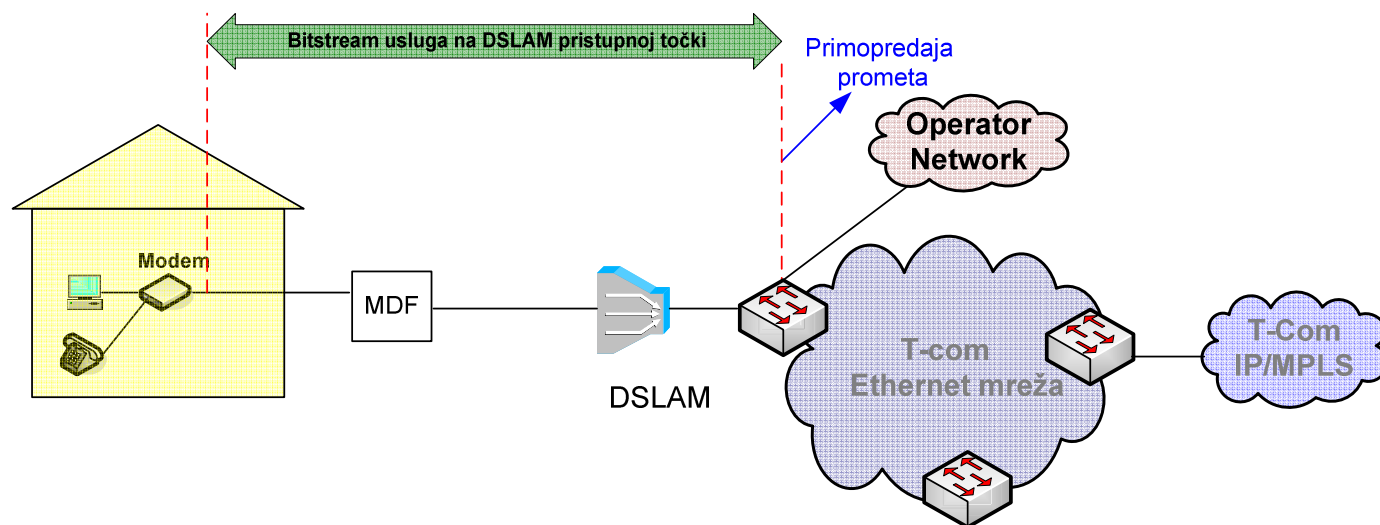 Bitstream usluga na DSLAM pristupnoj točki
Primopredaja
prometa
Operator
Network
Modem
MDF
DSLAM
T-com
Ethernet mreža
T-Com
IP/MPLS